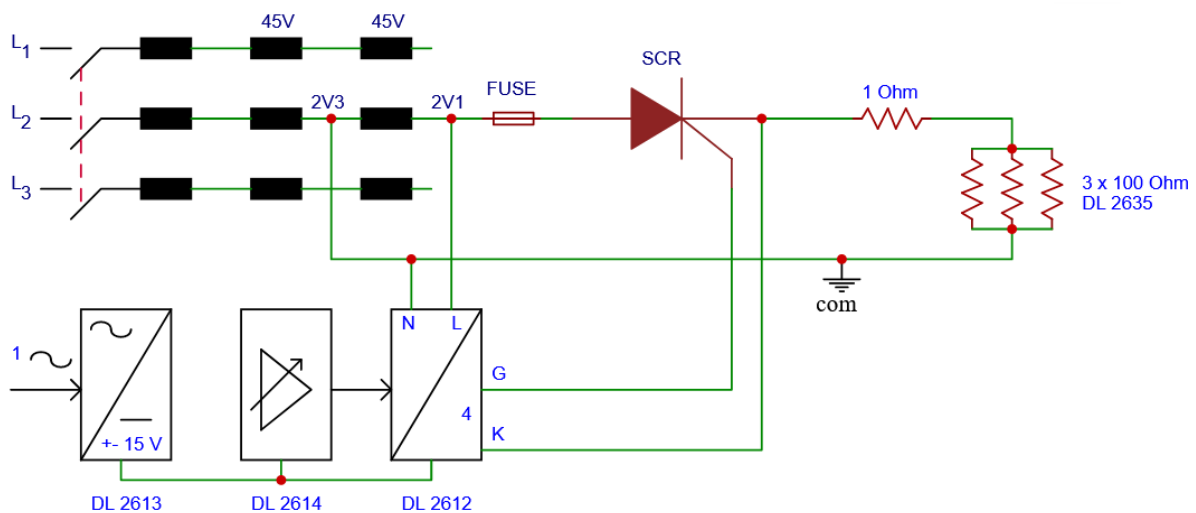 45V 45V
L1
SCR
FUSE
1 Ohm
L2
2V3
2V1
L3
3 x 100 Ohm
DL 2635
com
N L
1
G
4
K
+- 15 V
DL 2613
DL 2614
DL 2612